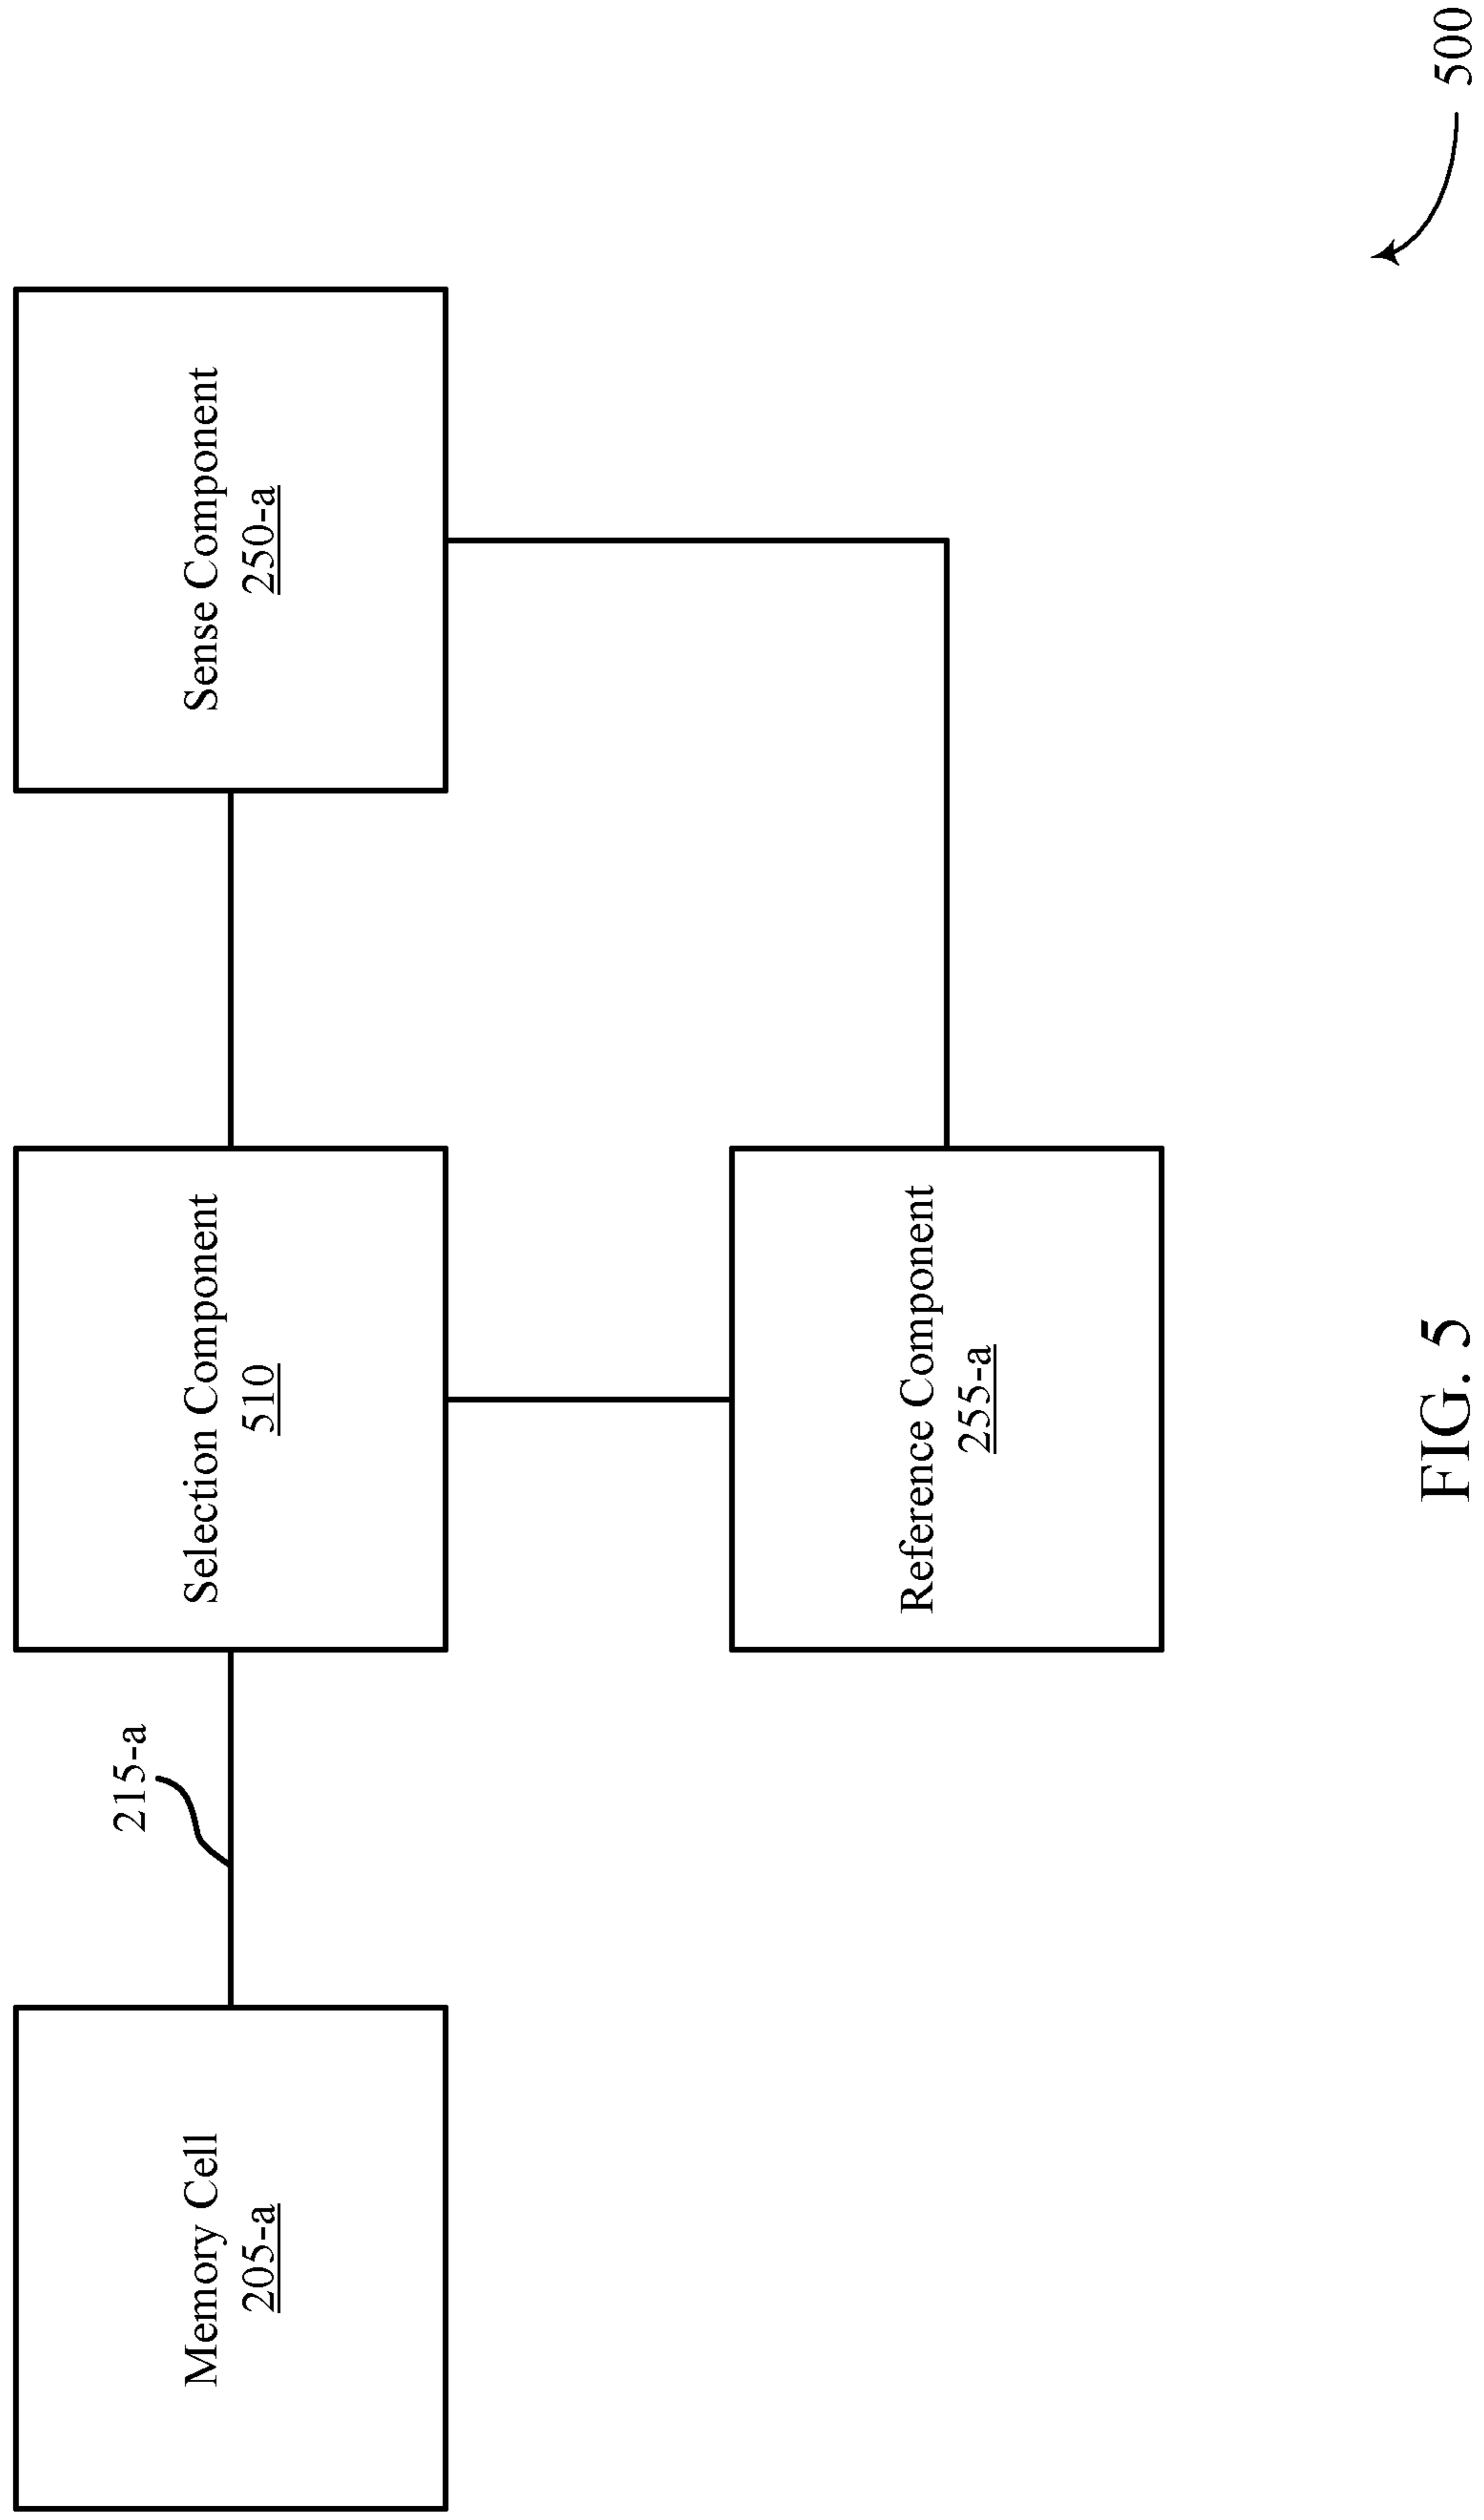 215-a
Memory Cell
205-a
Selection Component
510
Sense Component
250-a
Reference Component
255-a
500
FIG. 5